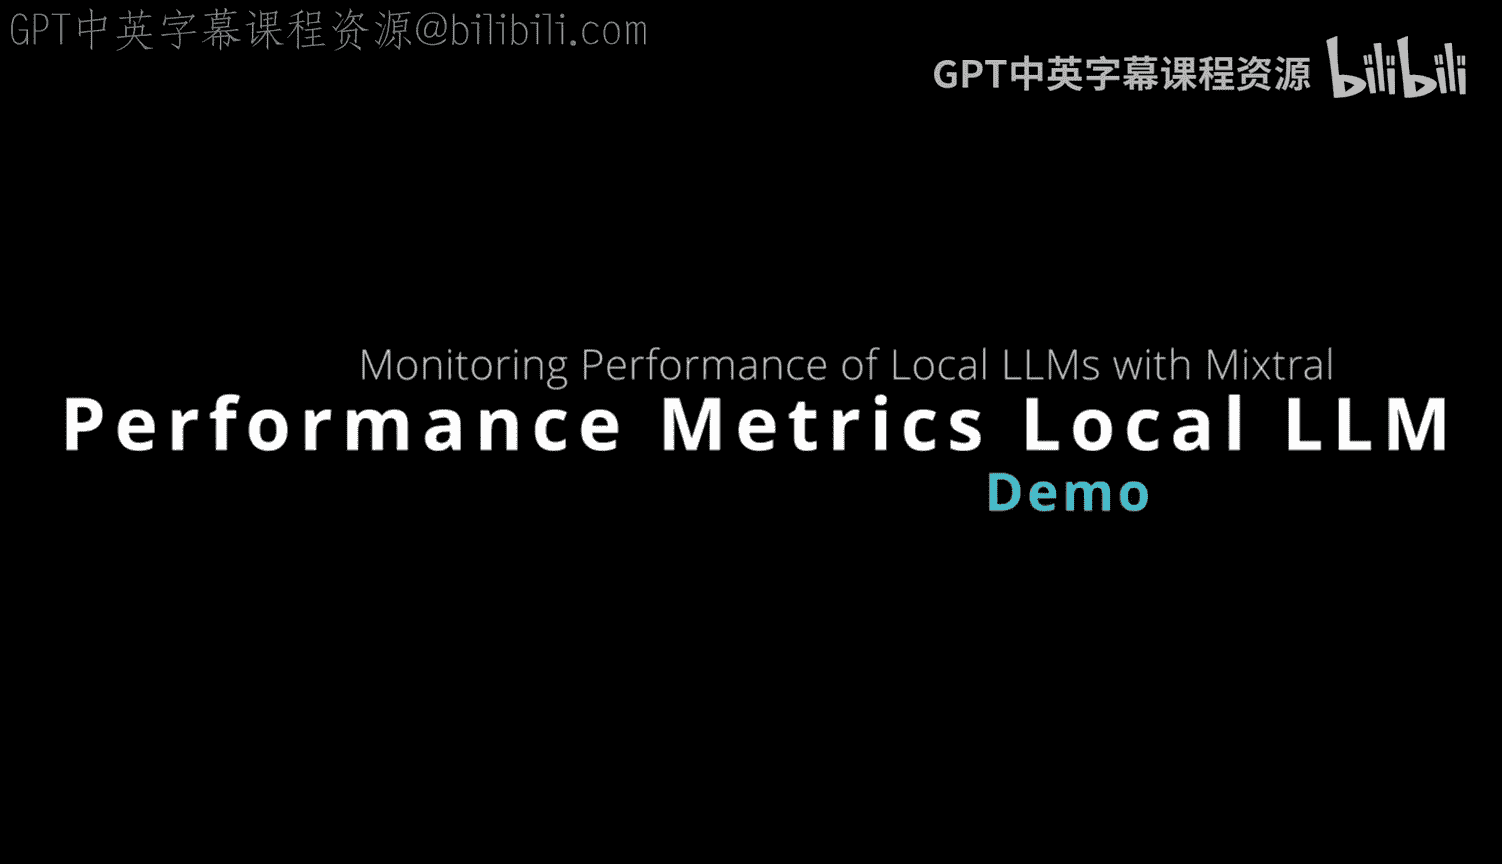 GPT中英字幕课程资源@bilibili.com
GPT中英字幕课程资源 bilibili
Monitoring Performance of Local LLMs with Mixtral
Performance Metrics Local LLM
Demo